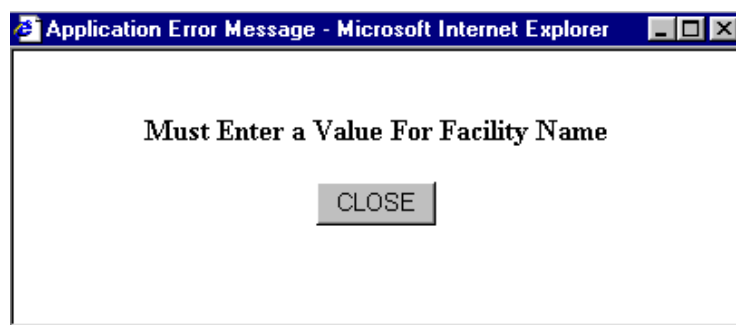 Application Error Message - Microsoft Internet Explorer
Must Enter a Value For Facility Name
CLOSE